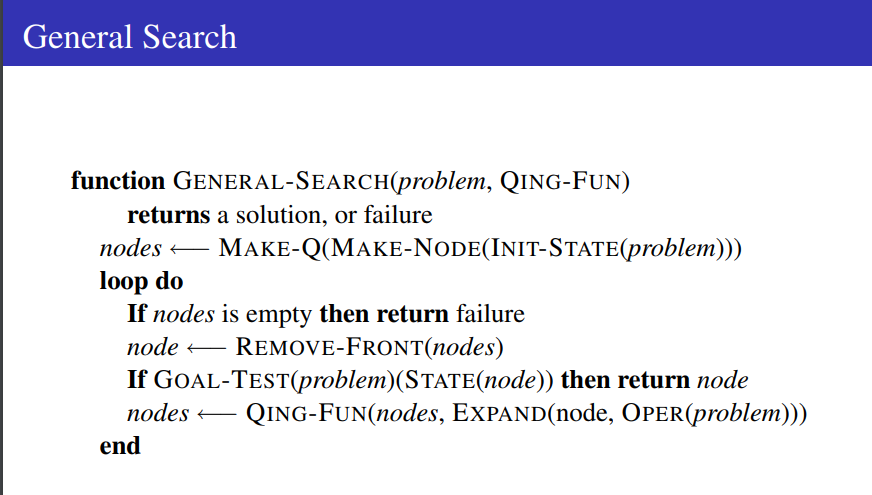 General Search
function GENERAL-SEARCH(problem, QING-FUN)
returns a solution, or failure
nodes ⟵ MAKE-Q(MAKE-NODE(INIT-STATE(problem)))
loop do
If nodes is empty then return failure
node ⟵ REMOVE-FRONT(nodes)
If GOAL-TEST(problem)(STATE(node)) then return node
nodes ⟵ QING-FUN(nodes, EXPAND(node, OPER(problem)))
end